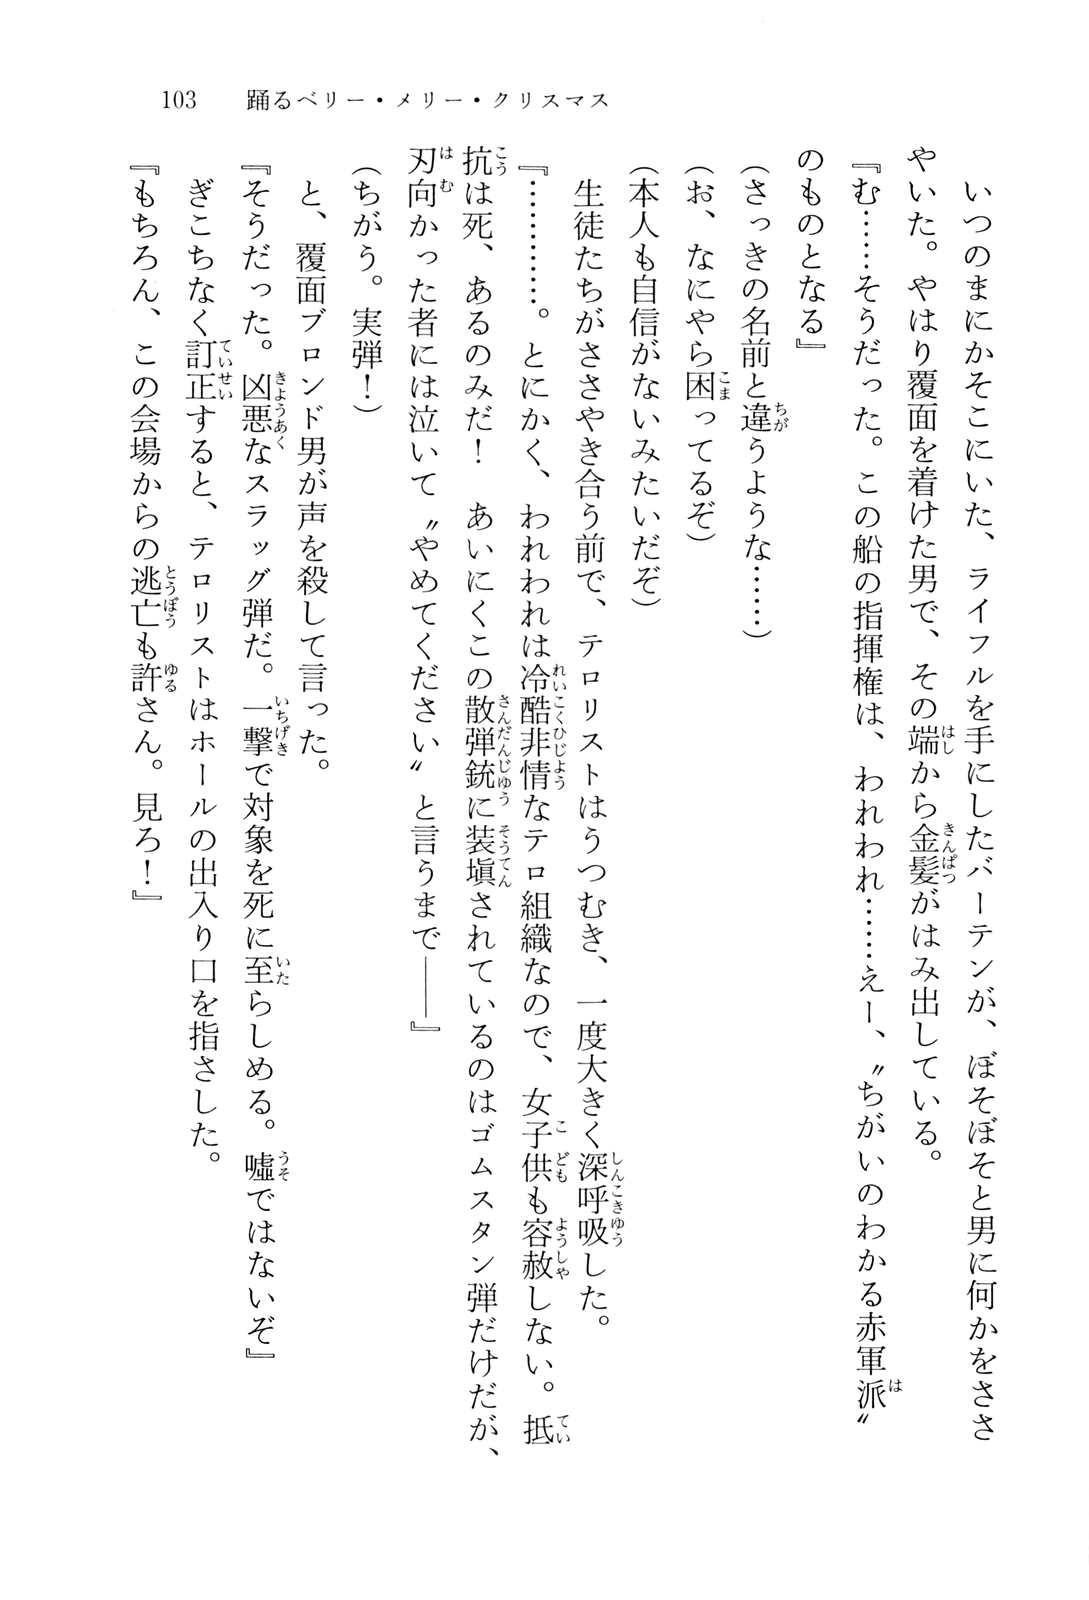 103　踊るベリー・メリー・クリスマス
　いつのまにかそこにいた、ライフルを手にしたバーテンが、ぼそぼそと男に何かをささ
やいた。やはり覆面を着けた男で、その端から金髪がはみ出している。
『む……そうだった。この船の指揮権は、われわれ……えー、〝ちがいのわかる赤軍派〟
のものとなる』
（さっきの名前と違うような……）
（お、なにやら困ってるぞ）
（本人も自信がないみたいだぞ）
　生徒たちがささやき合う前で、テロリストはうつむき、一度大きく深呼吸した。
『…………。とにかく、われわれは冷酷非情なテロ組織なので、女子供も容赦しない。抵
抗は死、あるのみだ！　あいにくこの散弾銃に装塡されているのはゴムスタン弾だけだが、
刃向かった者には泣いて〝やめてください〟と言うまで――』
（ちがう。実弾！）
　と、覆面ブロンド男が声を殺して言った。
『そうだった。凶悪なスラッグ弾だ。一撃で対象を死に至らしめる。嘘ではないぞ』
　ぎこちなく訂正すると、テロリストはホールの出入り口を指さした。
『もちろん、この会場からの逃亡も許さん。見ろ！』